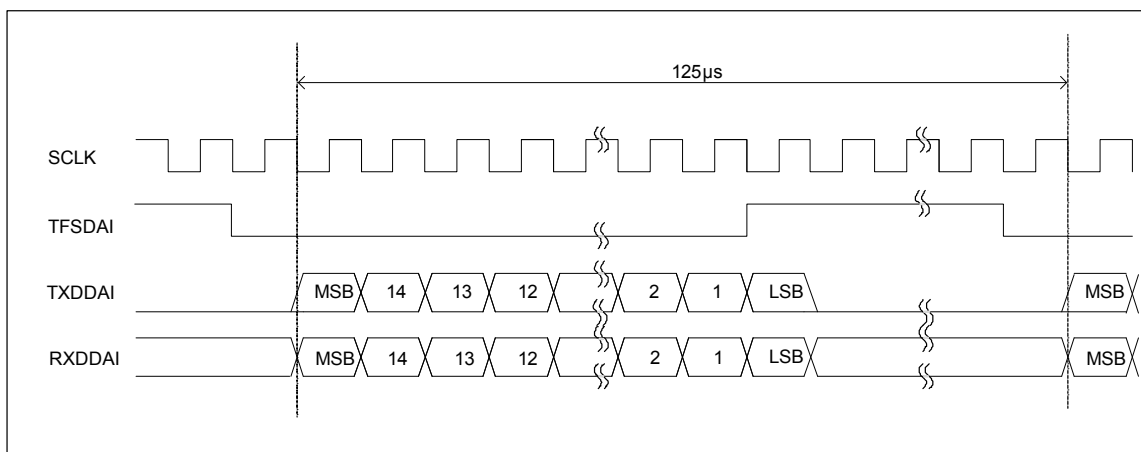 125µs
SCLK
TFSDAI
TXDDAI MSB 14 13 12 2 1 LSB MSB
RXDDAI MSB 14 13 12 2 1 LSB MSB